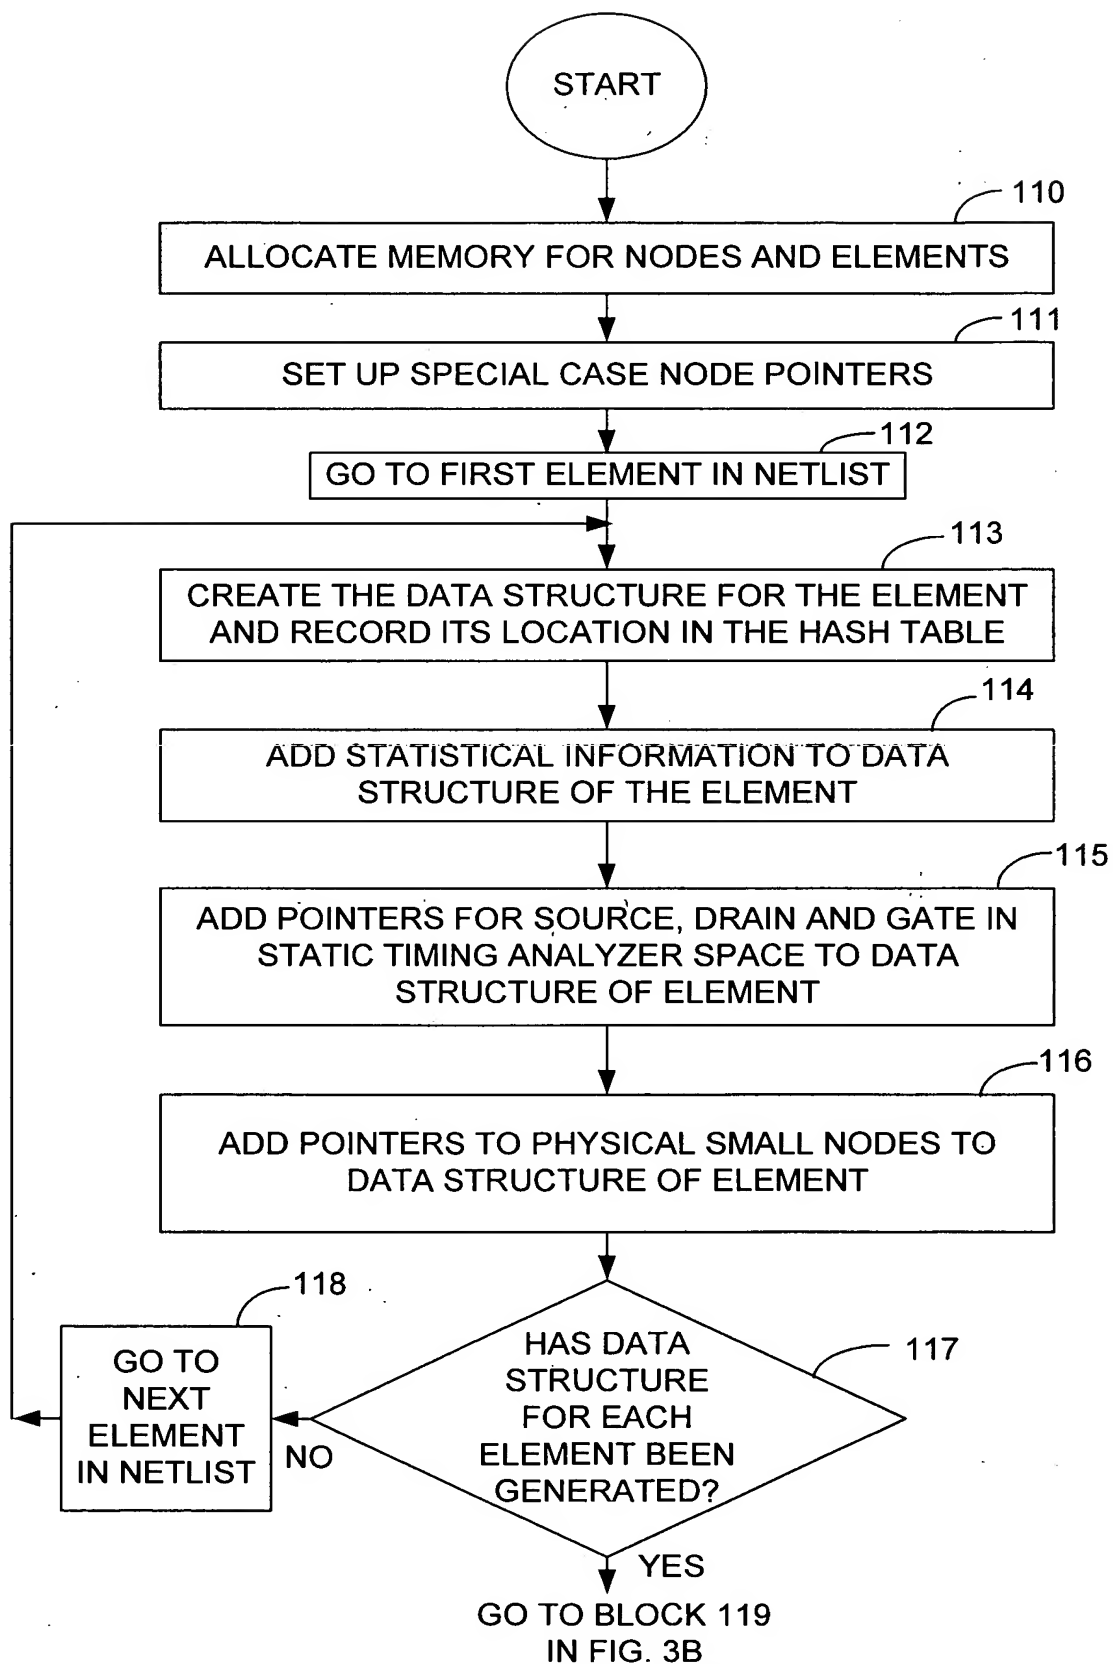 START
110
ALLOCATE MEMORY FOR NODES AND ELEMENTS
111
SET UP SPECIAL CASE NODE POINTERS
112
GO TO FIRST ELEMENT IN NETLIST
113
CREATE THE DATA STRUCTURE FOR THE ELEMENT
AND RECORD ITS LOCATION IN THE HASH TABLE
114
ADD STATISTICAL INFORMATION TO DATA
STRUCTURE OF THE ELEMENT
115
ADD POINTERS FOR SOURCE, DRAIN AND GATE IN
STATIC TIMING ANALYZER SPACE TO DATA
STRUCTURE OF ELEMENT
116
ADD POINTERS TO PHYSICAL SMALL NODES TO
DATA STRUCTURE OF ELEMENT
117
HAS DATA
STRUCTURE
FOR EACH
ELEMENT BEEN
GENERATED?
NO
118
GO TO
NEXT
ELEMENT
IN NETLIST
YES
GO TO BLOCK 119
IN FIG. 3B